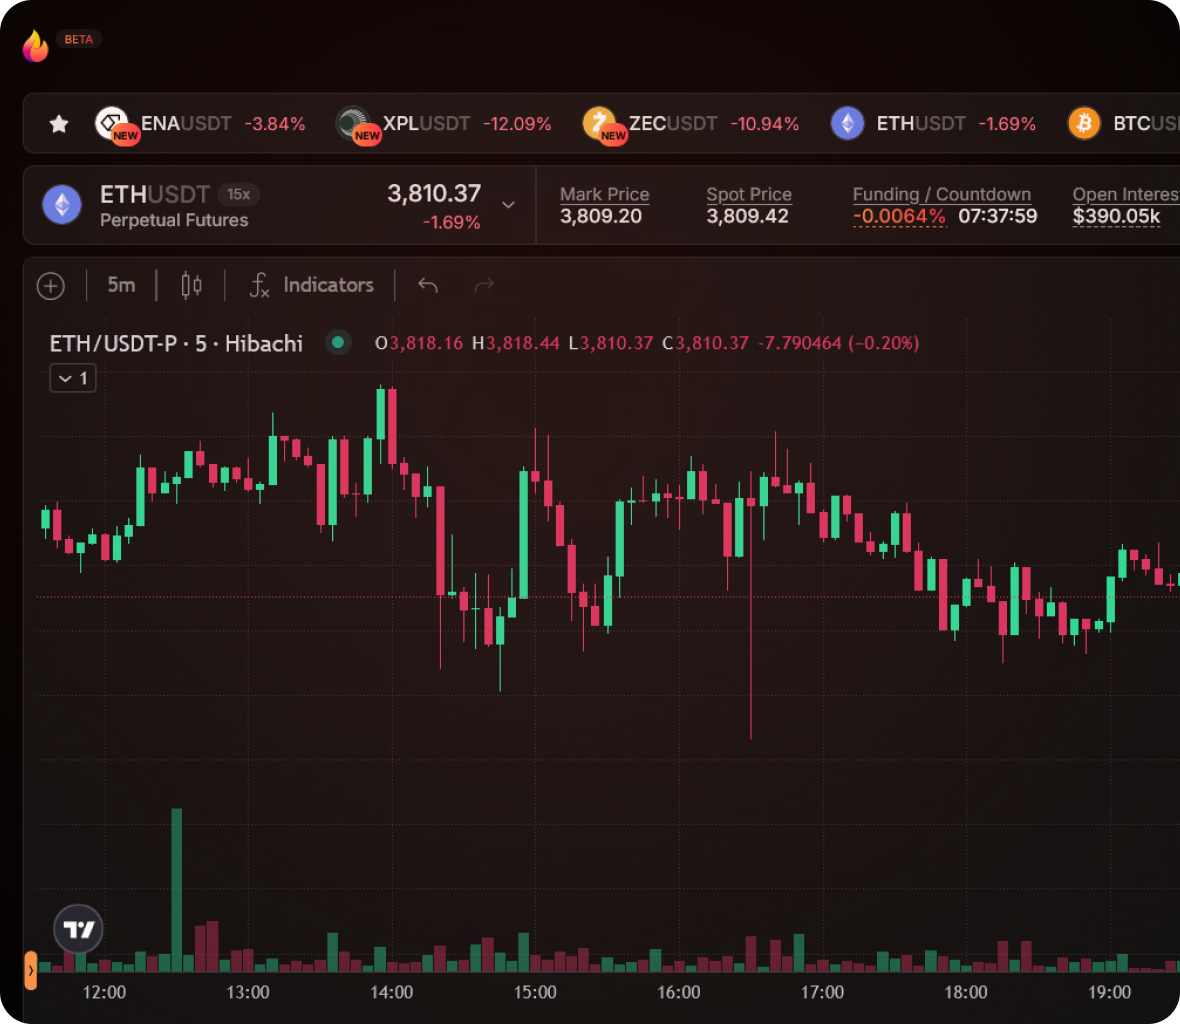 BETA
ENAUSDT -3.84% XPLUSDT -12.09% ZECUSDT -10.94% ETHUSDT -1.69% BTCUS
NEW NEW NEW
ETHUSDT 15x 3,810.37 Mark Price Spot Price Funding / Countdown Open Interes
Perpetual Futures -1.69% 3,809.20 3,809.42 -0.0064% 07:37:59 $390.05k
5m Indicators
ETH/USDT-P · 5 · Hibachi O3,818.16 H3,818.44 L3,810.37 C3,810.37 -7.790464 (−0.20%)
1
12:00 13:00 14:00 15:00 16:00 17:00 18:00 19:00